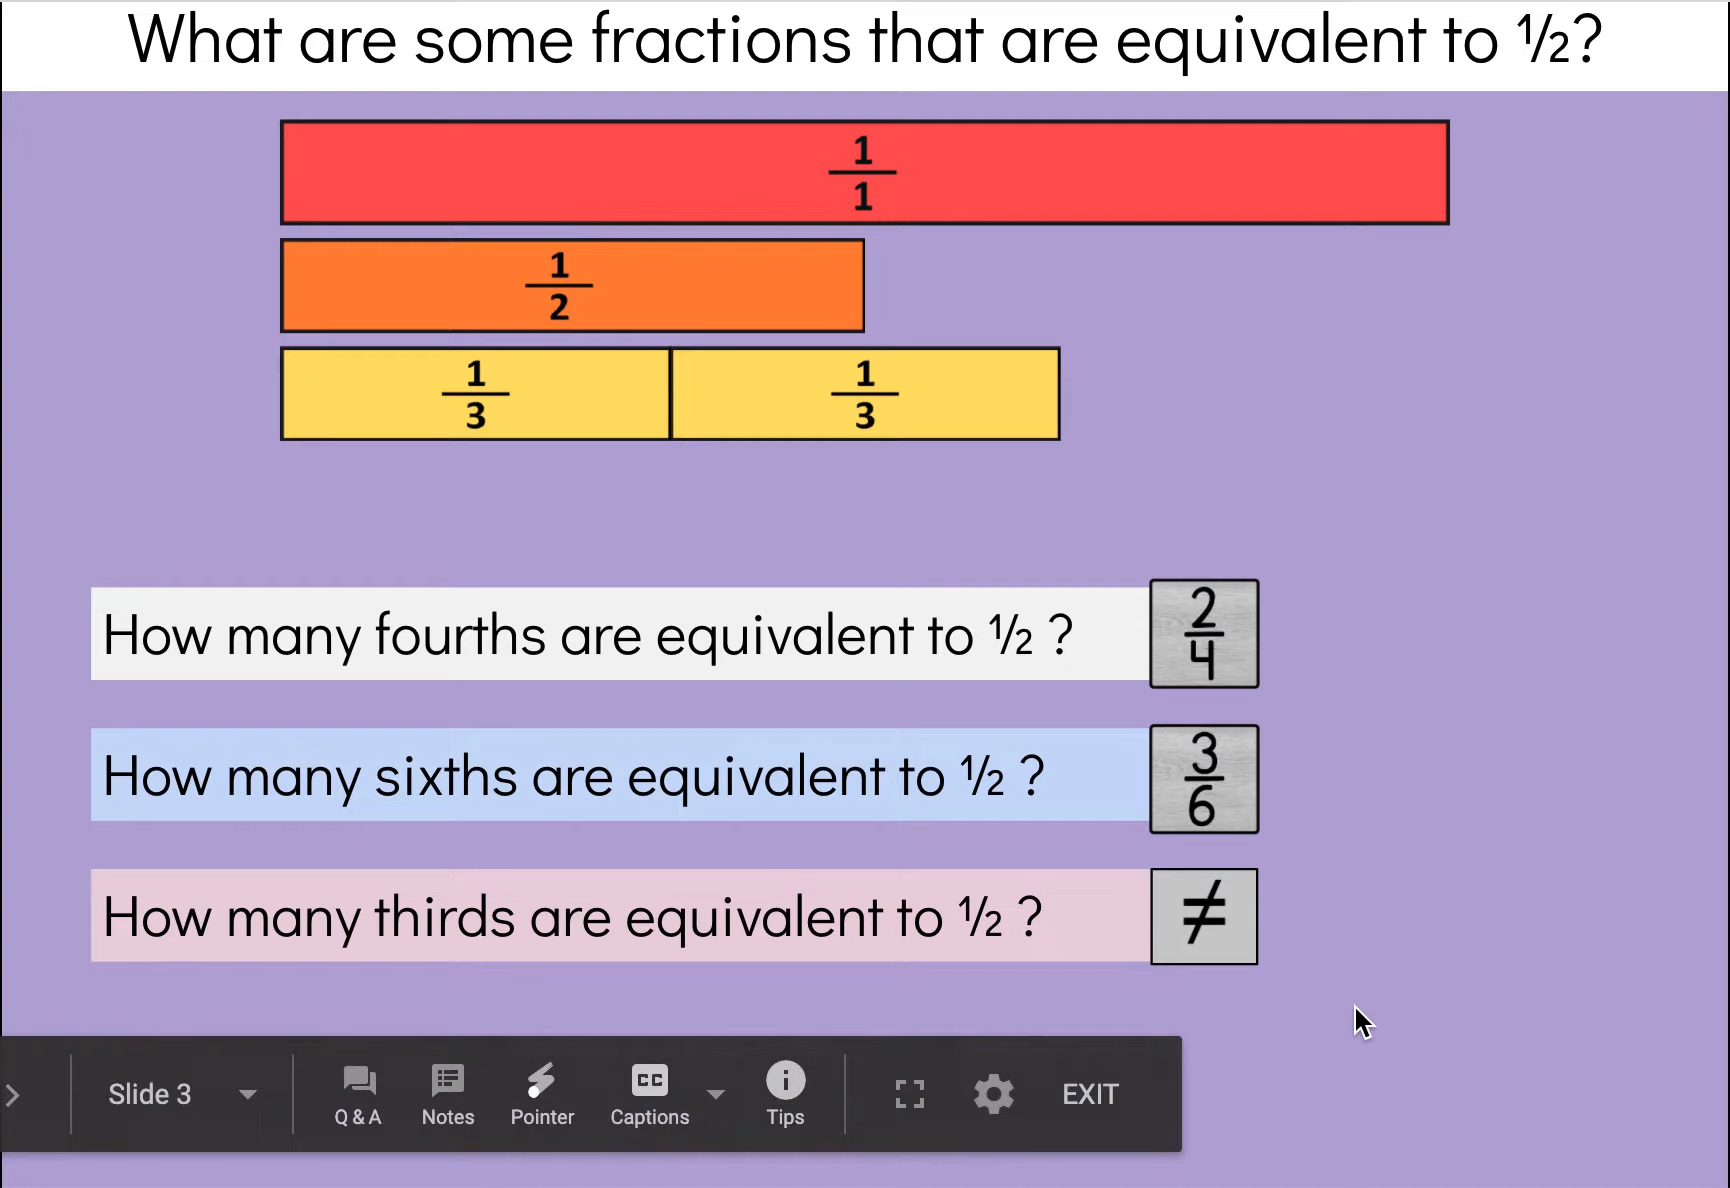 What are some fractions that are equivalent to ½?
1
1
1
2
1
3
1
3
How many fourths are equivalent to ½ ?
2
4
How many sixths are equivalent to ½ ?
3
6
How many thirds are equivalent to ½ ?
≠
Slide 3
Q & A
Notes
Pointer
CC
Captions
Tips
EXIT